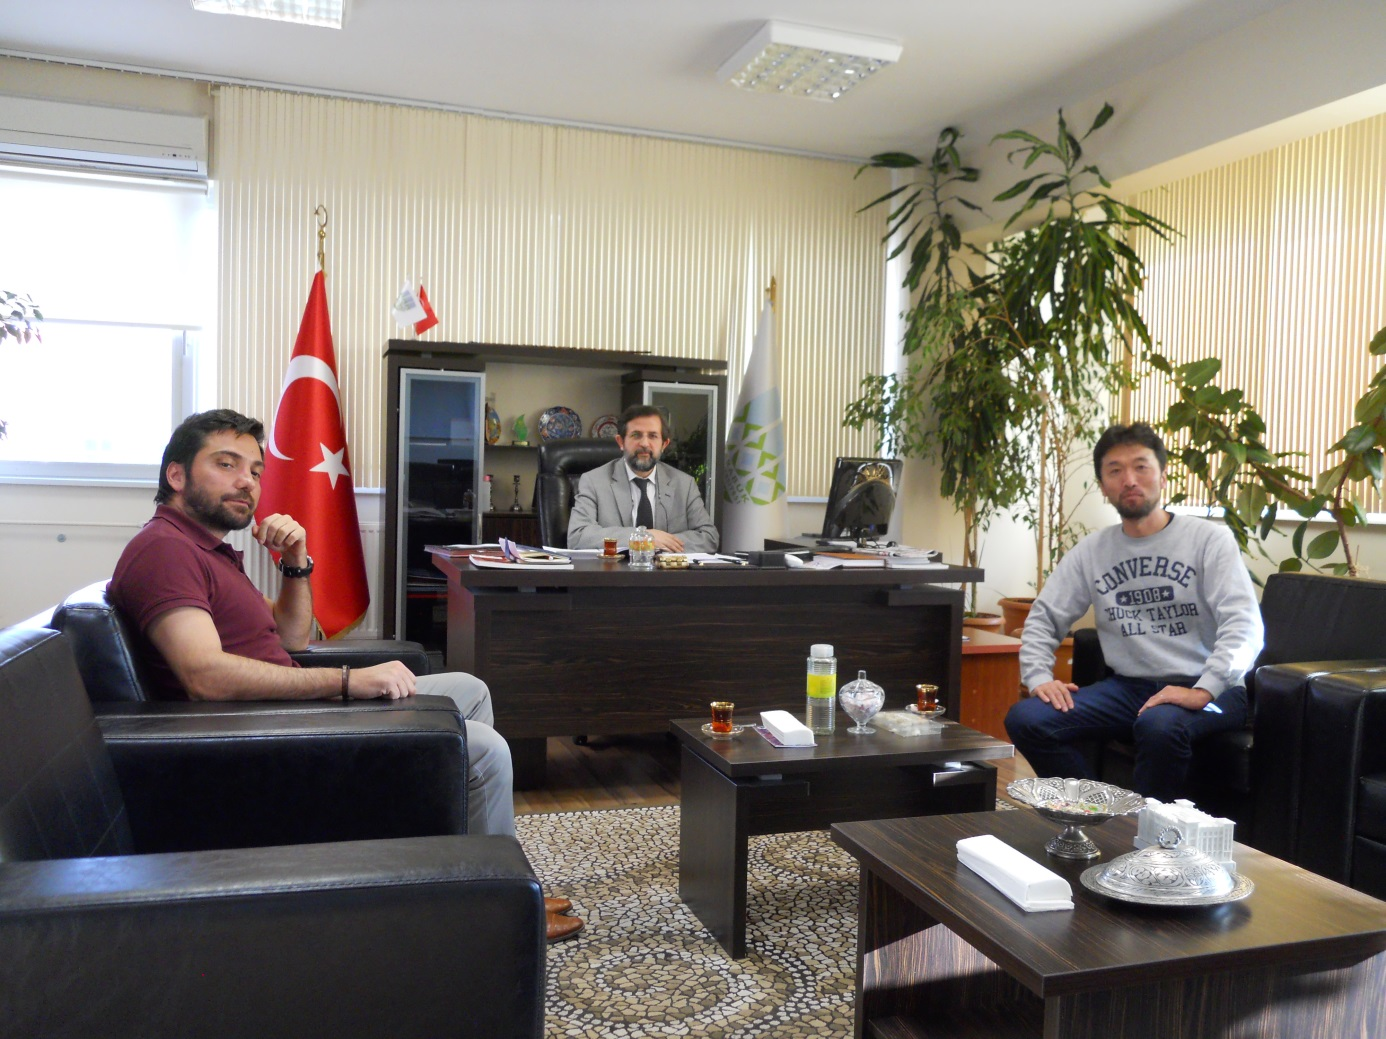 CONVERSE
1908
CHUCK TAYLOR
ALL STAR